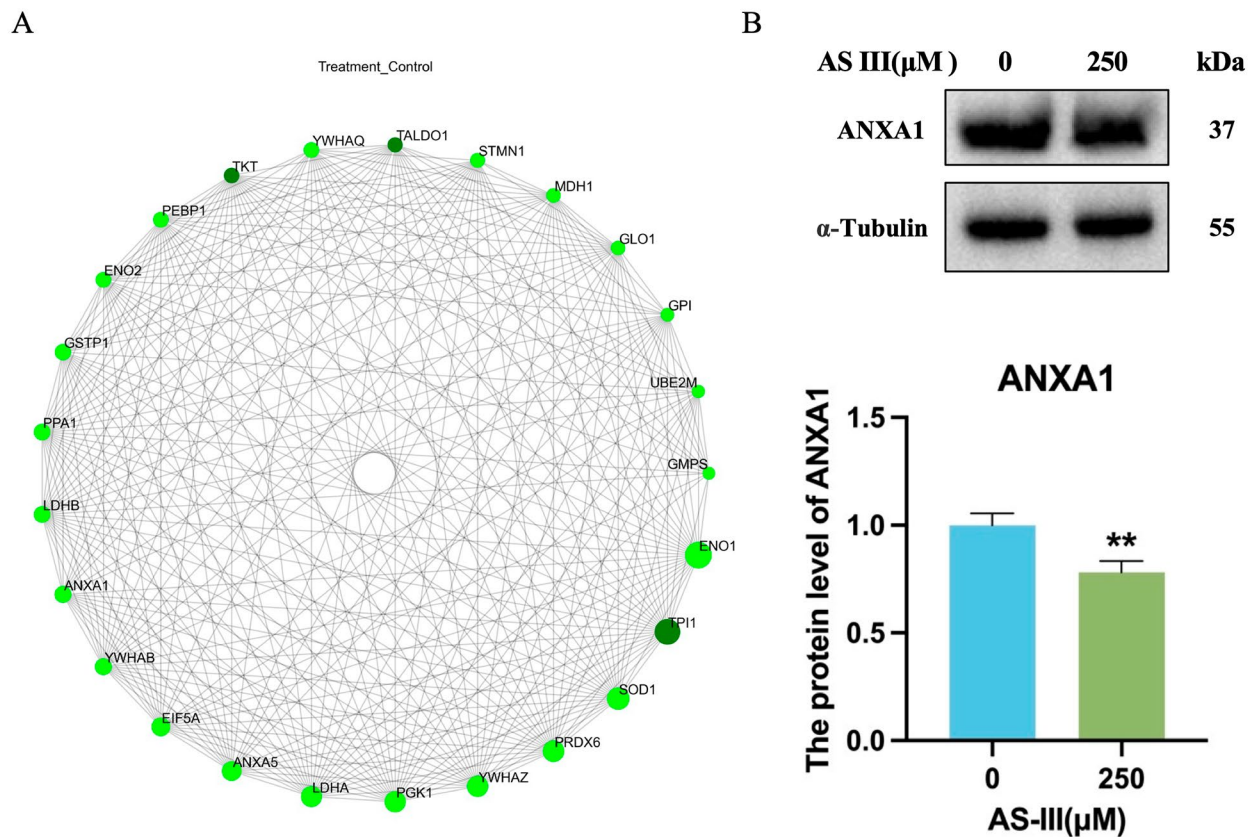 A
Treatment_Control
TALDO1
YWHAQ
STMN1
TKT
MDH1
PEBP1
GLO1
ENO2
GPI
GSTP1
UBE2M
PPA1
GMPS
LDHB
ENO1
ANXA1
TPI1
YWHAB
SOD1
EIF5A
PRDX6
ANXA5
YWHAZ
LDHA
PGK1
B
AS III(μM ) 0 250 kDa
ANXA1 37
α-Tubulin 55
ANXA1
The protein level of ANXA1
1.5
1.0
**
0.5
0.0
0 250
AS-III(μM)